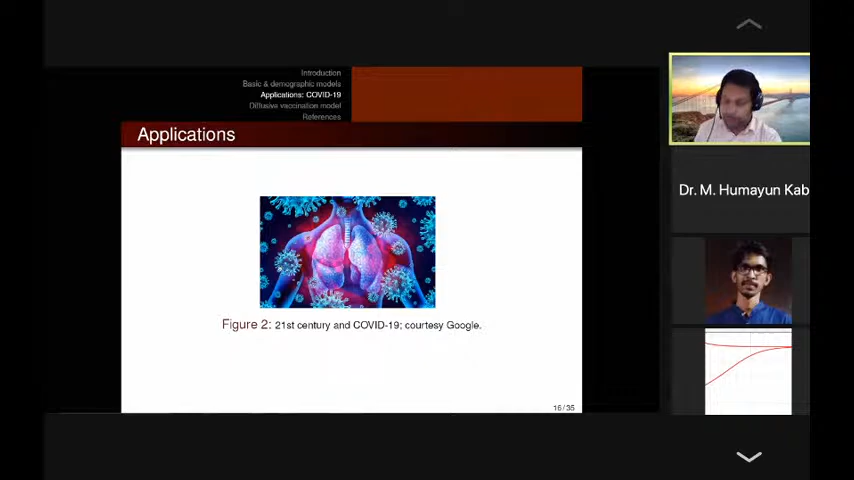 Introduction
Basic & demographic models
Applications: COVID-19
Diffusive vaccination model
References
Applications
Figure 2: 21st century and COVID-19; courtesy Google.
16/35
Dr. M. Humayun Kab